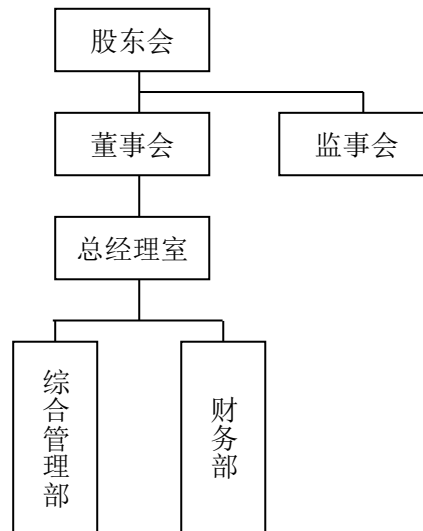 股东会
董事会
监事会
总经理室
综合管理部
财务部